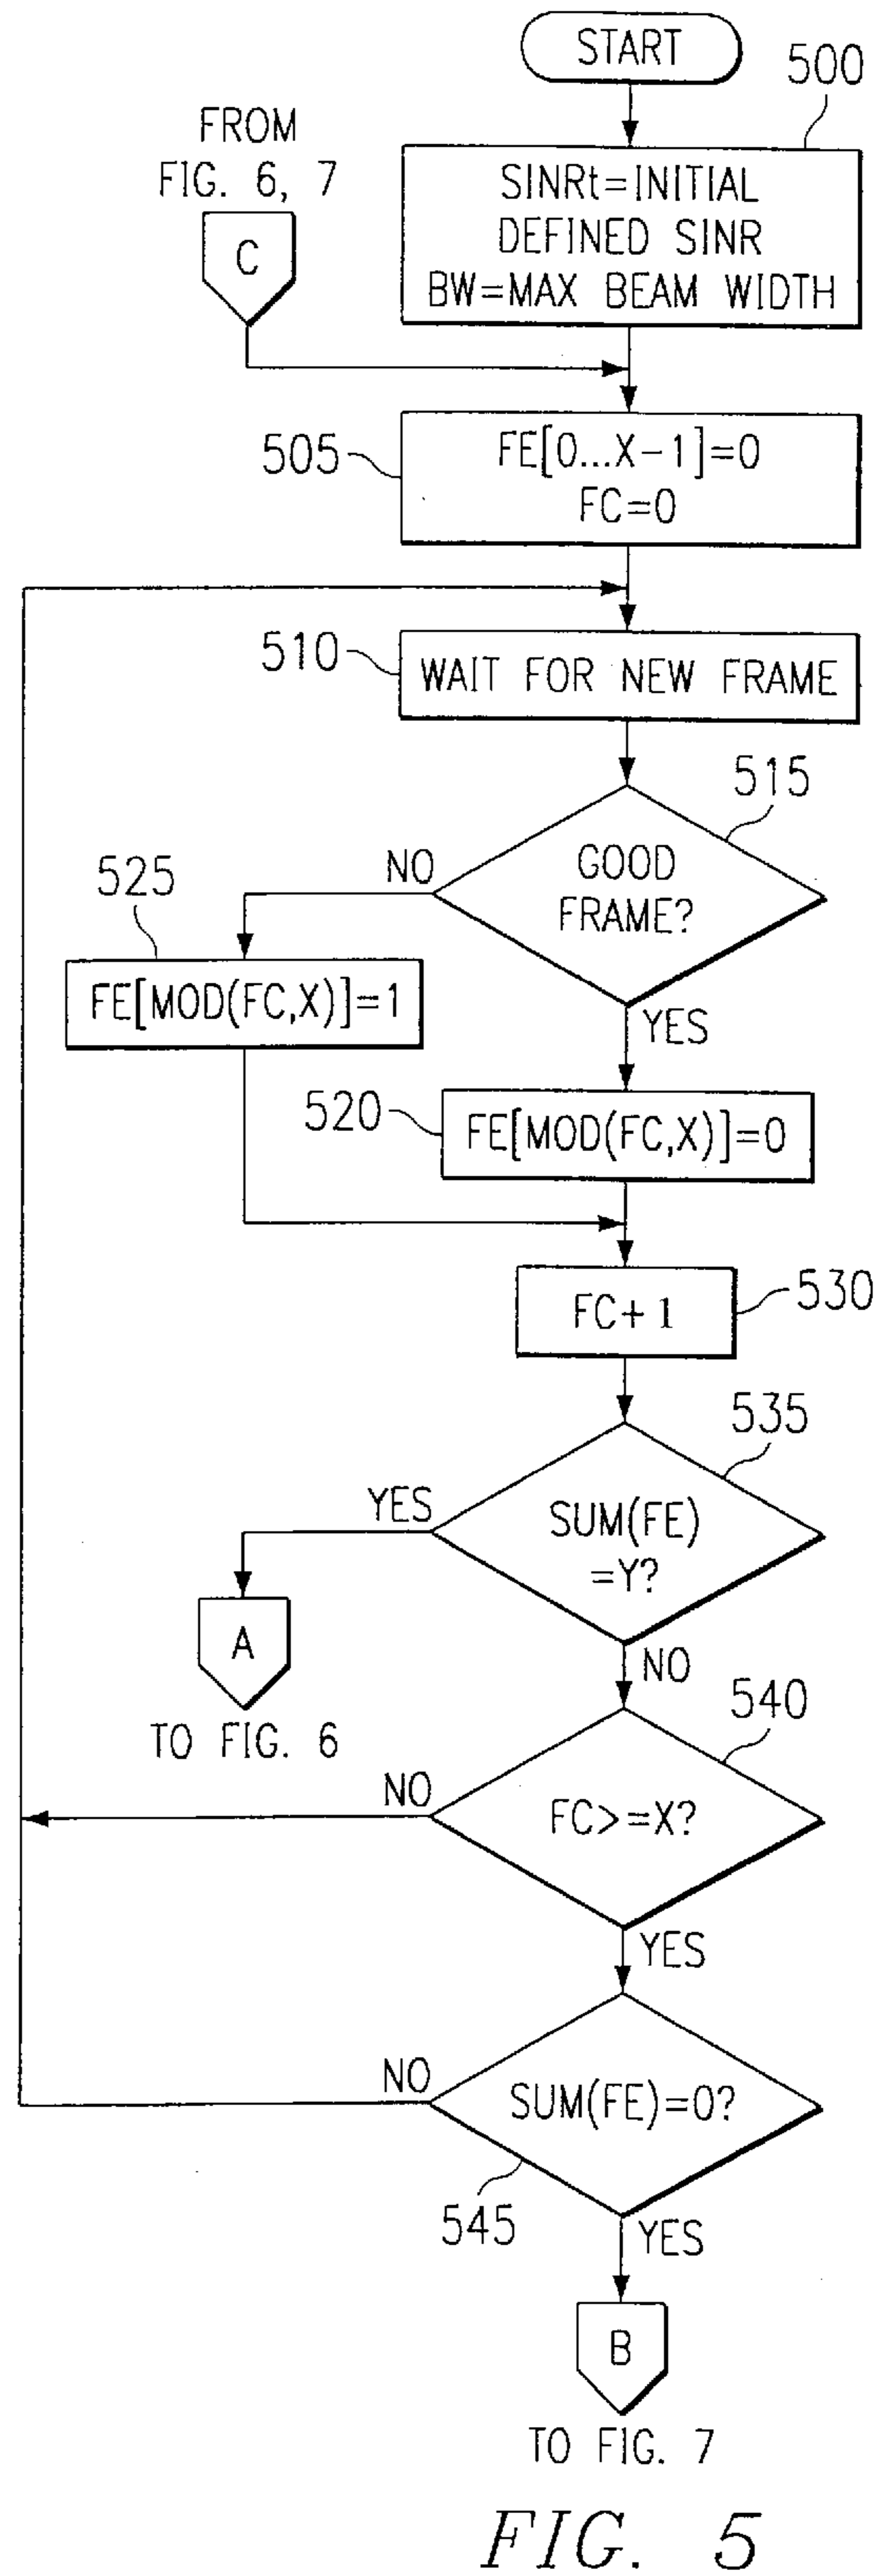 START
500
SINRt=INITIAL
DEFINED SINR
BW=MAX BEAM WIDTH
FROM
FIG. 6, 7
C
505
FE[0...X-1]=0
FC=0
510
WAIT FOR NEW FRAME
515
GOOD
FRAME?
NO
525
FE[MOD(FC,X)]=1
YES
520
FE[MOD(FC,X)]=0
FC+1
530
535
SUM(FE)
=Y?
YES
A
TO FIG. 6
NO
540
FC>=X?
NO
YES
SUM(FE)=0?
NO
545
YES
B
TO FIG. 7
FIG. 5